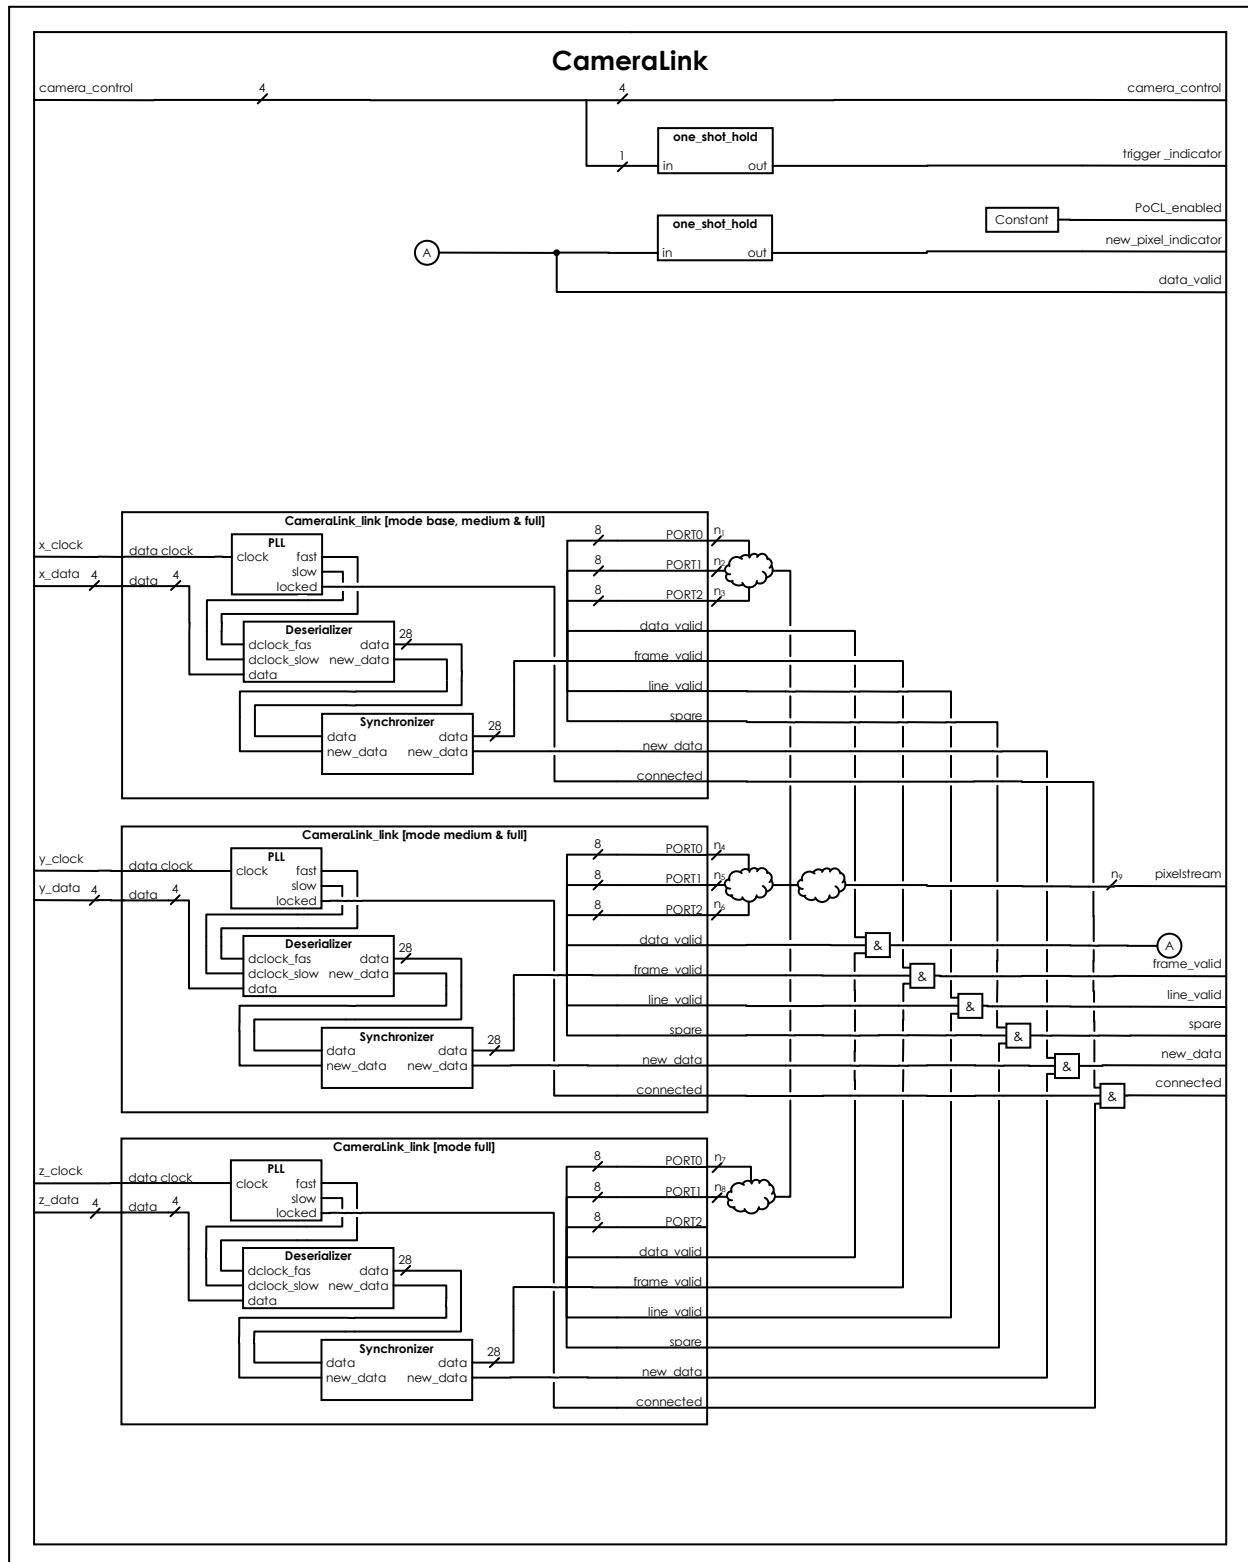 CameraLink
camera_control 4 4 camera_control
one_shot_hold
1 in out trigger_indicator
PoCL_enabled
Constant
one_shot_hold
new_pixel_indicator
A in out
data_valid
CameraLink_link [mode base, medium & full]
8 PORT0 n1
x_clock data clock PLL
clock fast
8 PORT1 n2
x_data 4 data 4 slow
locked
8 PORT2 n3
Deserializer 28 data_valid
dclock_fas data
dclock_slow new_data frame_valid
data
line_valid
Synchronizer 28 spare
data data
new_data new_data new_data
connected
CameraLink_link [mode medium & full]
8 PORT0 n4
y_clock data clock PLL
clock fast
8 PORT1 n5 n9 pixelstream
y_data 4 data 4 slow
locked
8 PORT2 n6
Deserializer 28 data_valid & A
dclock_fas data
dclock_slow new_data frame_valid & frame_valid
data
line_valid & line_valid
Synchronizer 28 spare & spare
data data
new_data new_data new_data & new_data
connected & connected
CameraLink_link [mode full]
8 PORT0 n7
z_clock data clock PLL
clock fast
8 PORT1 n8
z_data 4 data 4 slow
locked
8 PORT2
Deserializer 28 data_valid
dclock_fas data
dclock_slow new_data frame_valid
data
line_valid
Synchronizer 28 spare
data data
new_data new_data new_data
connected